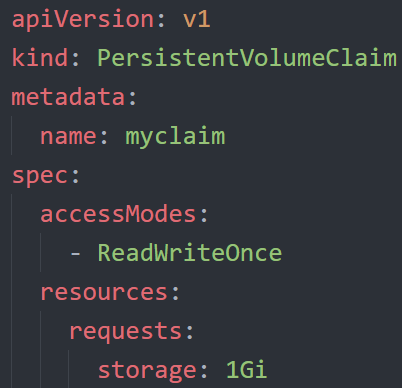 apiVersion: v1
kind: PersistentVolumeClaim
metadata:
  name: myclaim
spec:
  accessModes:
    - ReadWriteOnce
  resources:
    requests:
      storage: 1Gi